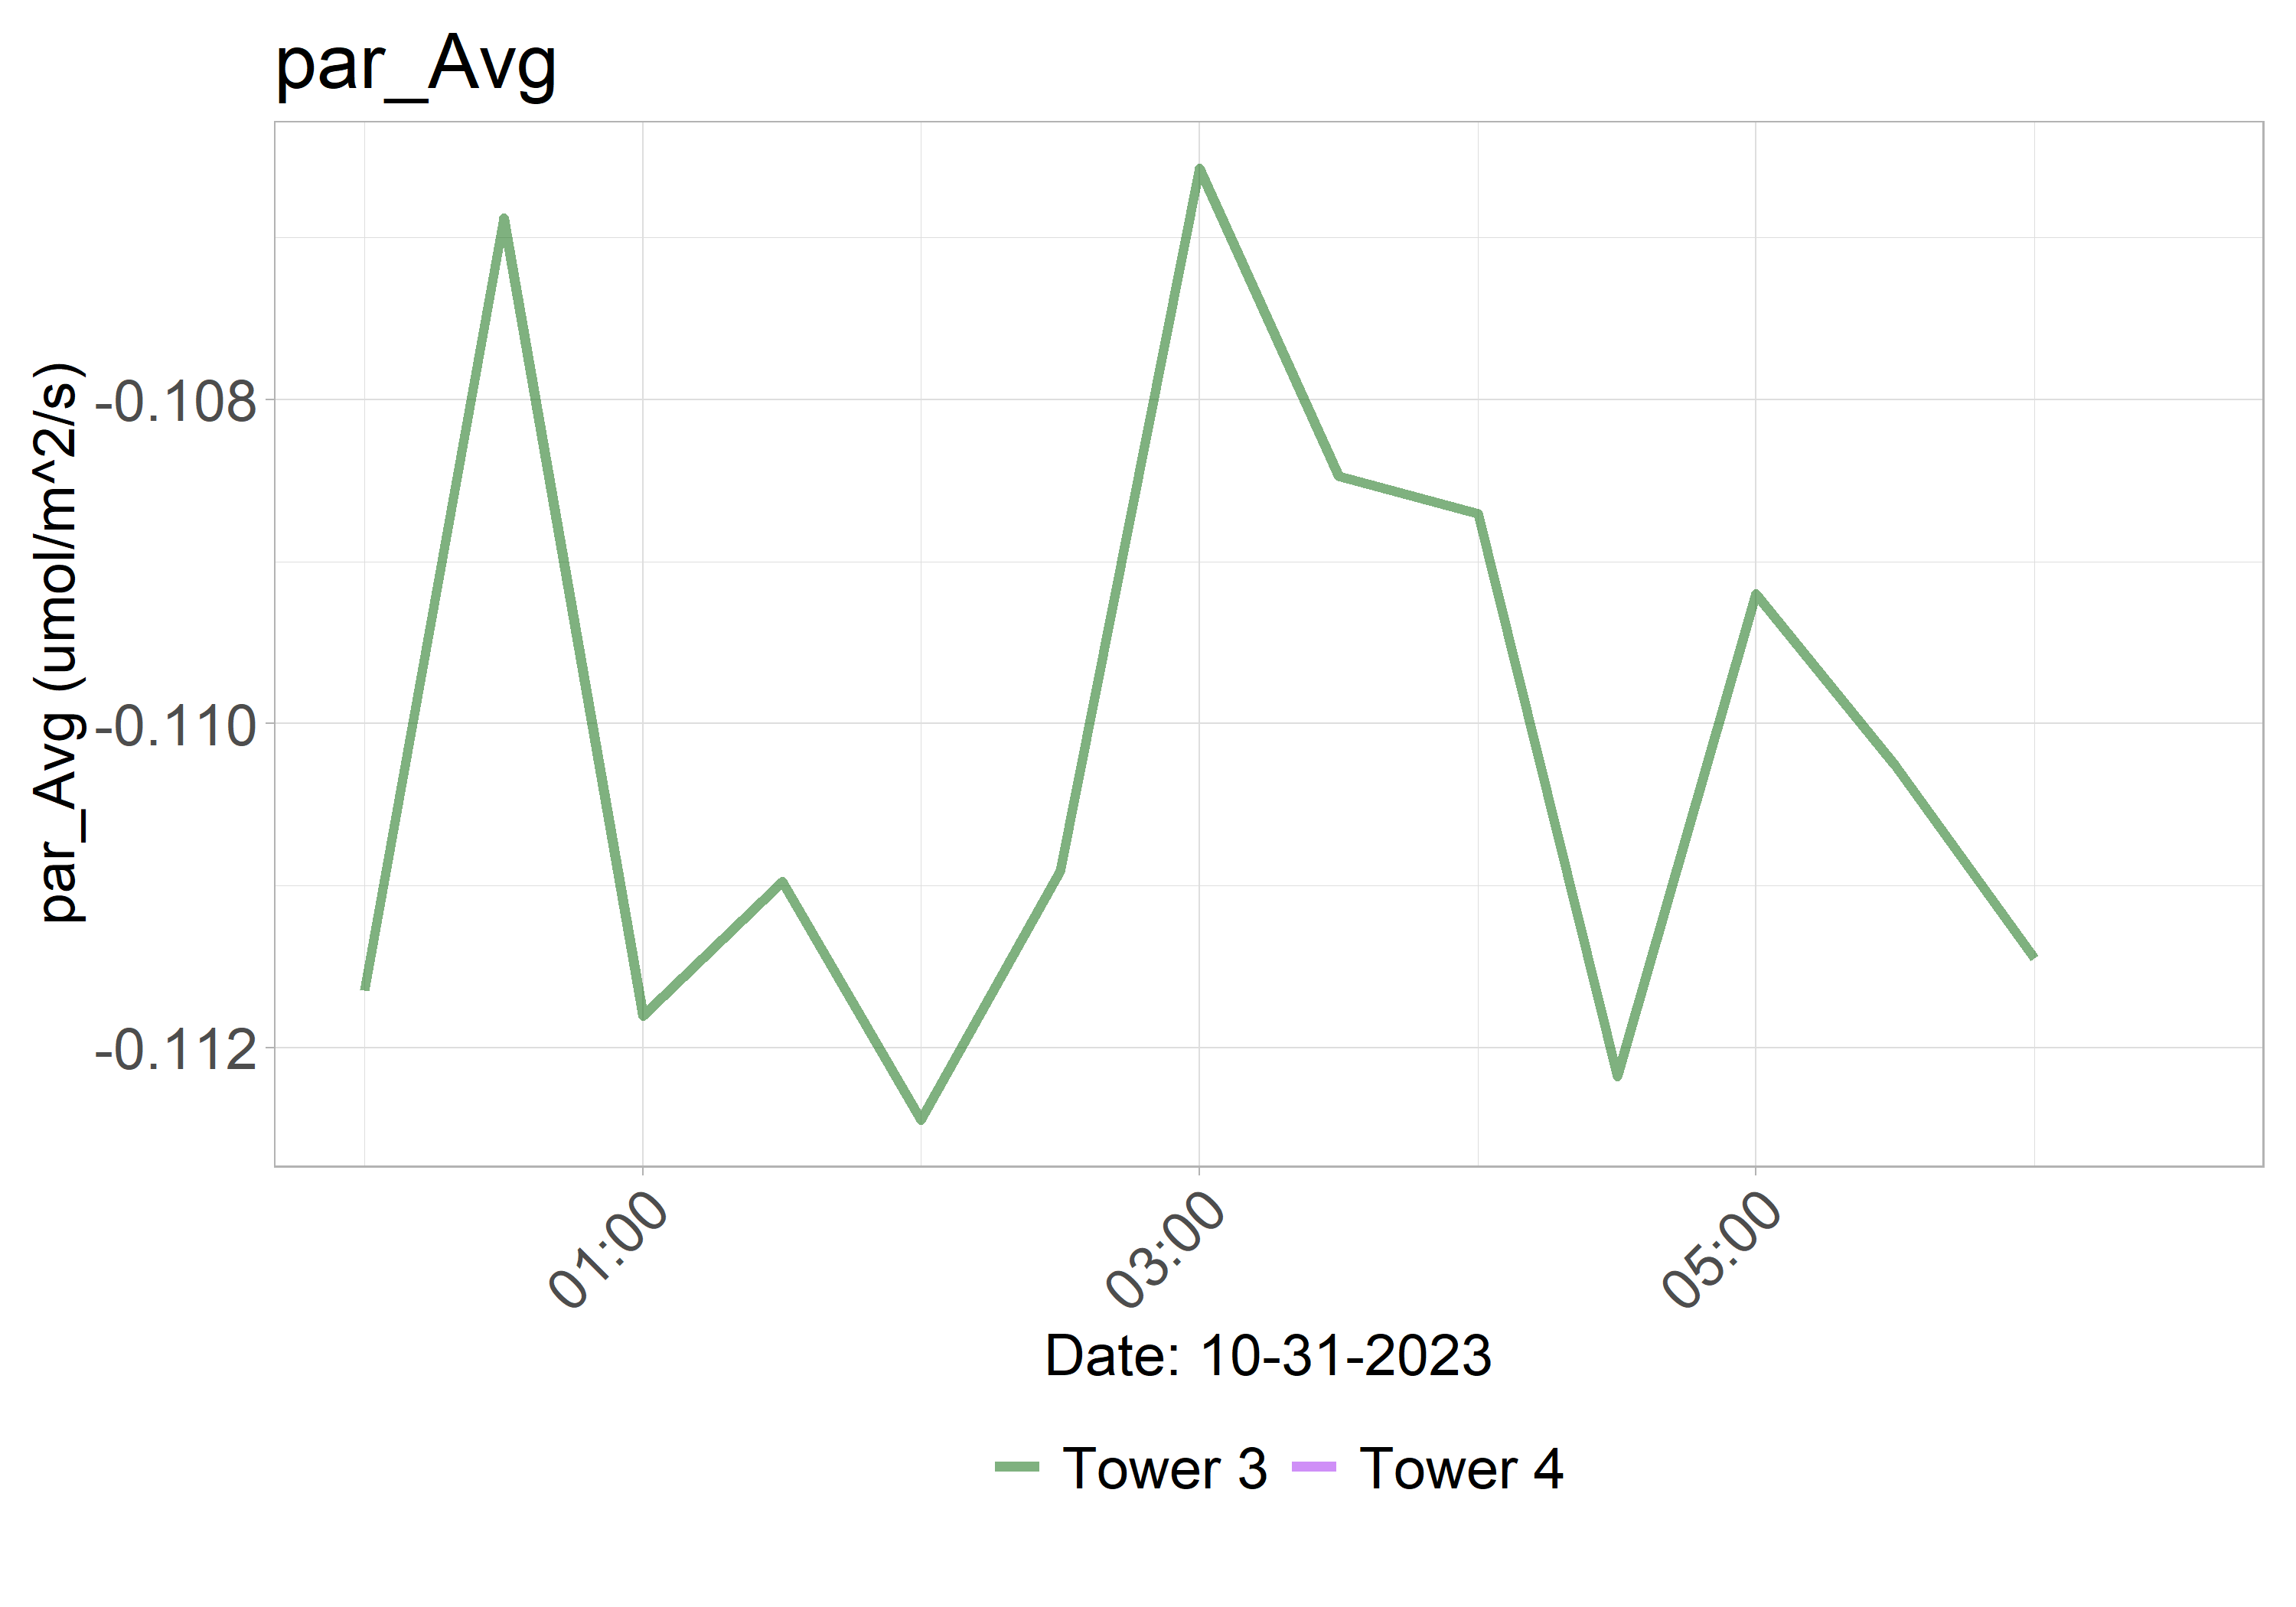 par_Avg
par_Avg (umol/m^2/s)
-0.108
-0.110
-0.112
01:00
03:00
05:00
Date: 10-31-2023
Tower 3
Tower 4